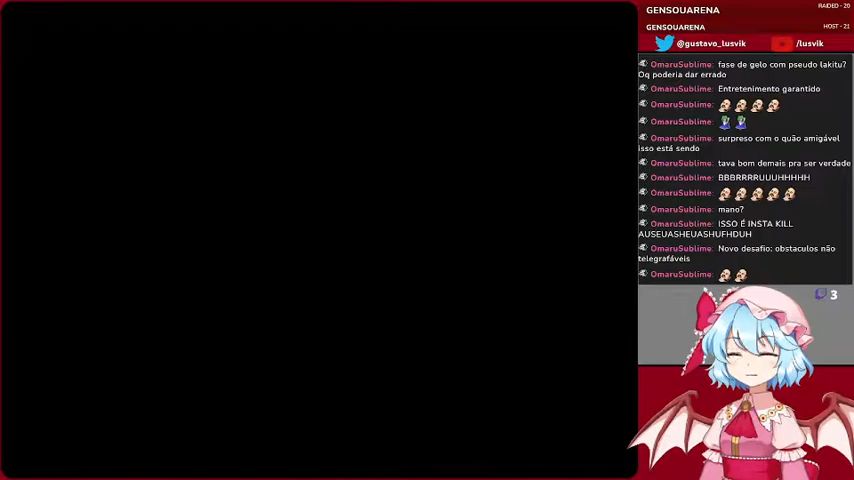 GENSOUARENA
RAIDED - 20
GENSOUARENA
HOST - 21
@gustavo_lusvik
/lusvik
OmaruSublime: fase de gelo com pseudo lakitu?
Oq poderia dar errado
OmaruSublime: Entretenimento garantido
OmaruSublime:
OmaruSublime:
OmaruSublime: surpreso com o quão amigável
isso está sendo
OmaruSublime: tava bom demais pra ser verdade
OmaruSublime: BBBRRRRUUUHHHHH
OmaruSublime:
OmaruSublime: mano?
OmaruSublime: ISSO É INSTA KILL
AUSEUASHEUASHUFHDUH
OmaruSublime: Novo desafio: obstaculos não
telegrafáveis
OmaruSublime:
3